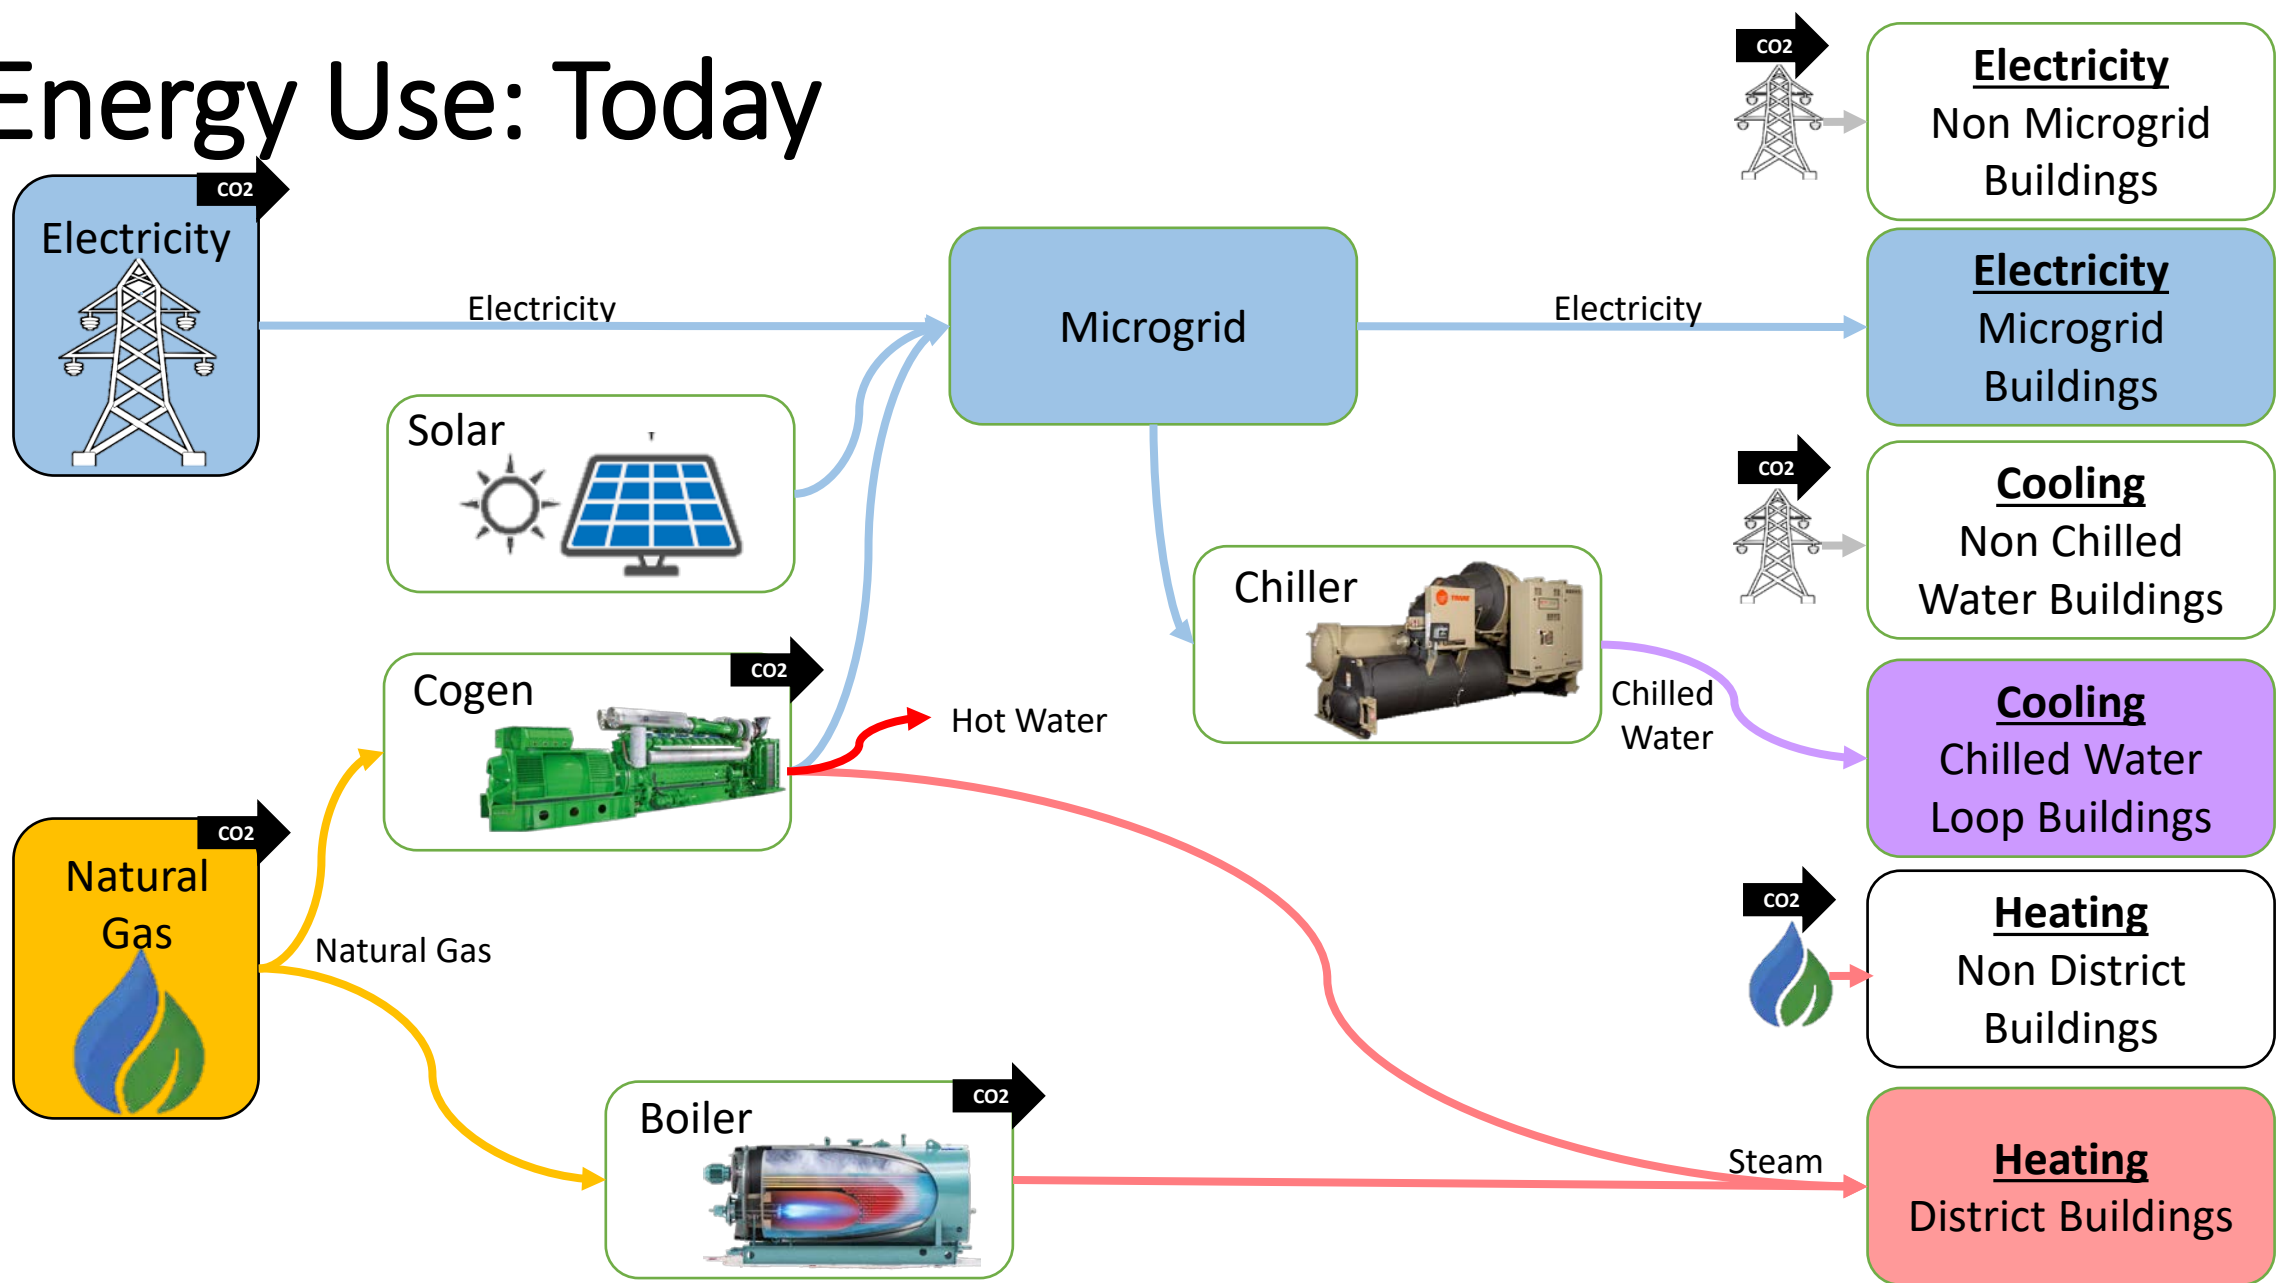 Energy Use: Today
CO2
Electricity
Non Microgrid
Buildings
CO2
Electricity
Electricity
Microgrid
Electricity
Electricity
Microgrid
Buildings
Solar
CO2
Cooling
Non Chilled
Water Buildings
Chiller
TRANE
Cogen
CO2
Hot Water
Chilled
Water
Cooling
Chilled Water
Loop Buildings
CO2
Natural
Gas
Natural Gas
CO2
Heating
Non District
Buildings
Boiler
CO2
Steam
Heating
District Buildings